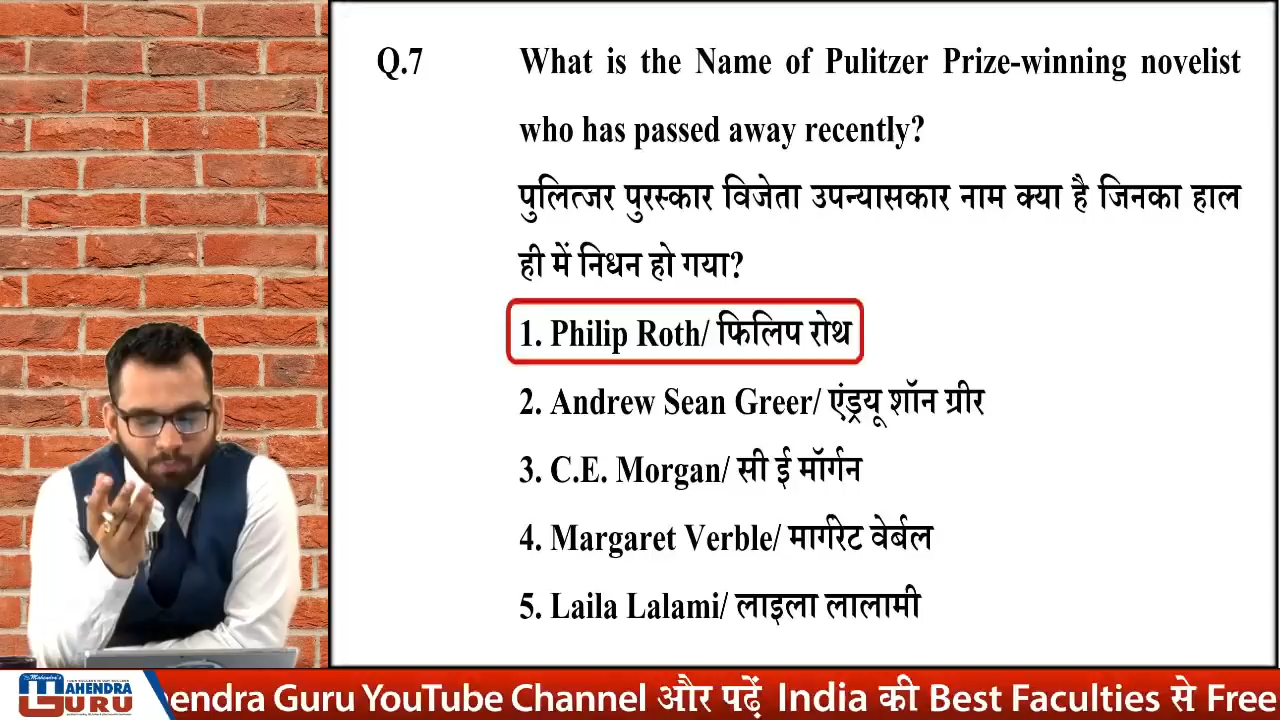 Q.7 What is the Name of Pulitzer Prize-winning novelist
who has passed away recently?
पुलित्जर पुरस्कार विजेता उपन्यासकार नाम क्या है जिनका हाल
ही में निधन हो गया?
1. Philip Roth/ फिलिप रोथ
2. Andrew Sean Greer/ एंड्रयू शॉन ग्रीर
3. C.E. Morgan/ सी ई मॉर्गन
4. Margaret Verble/ मार्गरेट वेर्बल
5. Laila Lalami/ लाइला लालामी
Mahendra's
MAHENDRA
GURU
endra Guru YouTube Channel और पढ़ें India की Best Faculties से Free